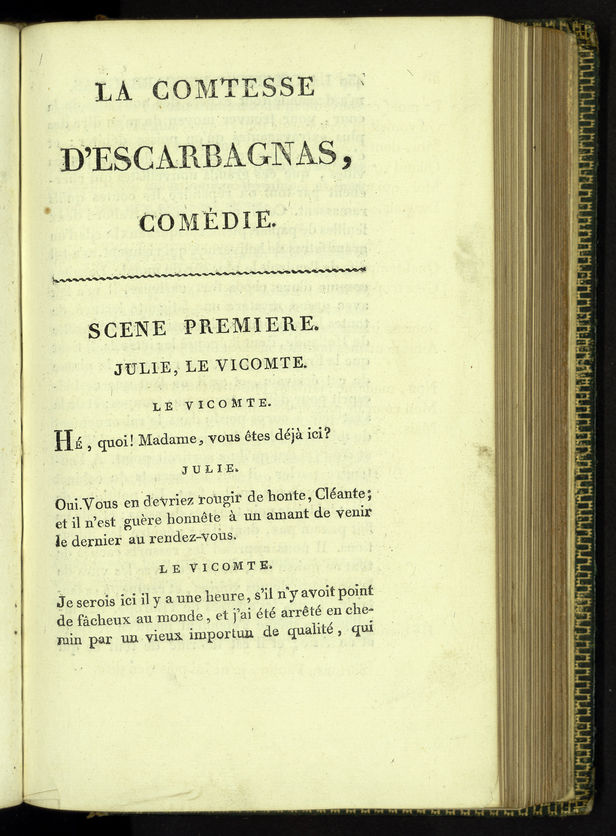 LA COMTESSE
D'ESCARBAGNAS,
COMÉDIE.
SCENE PREMIERE.
JULIE, LE VICOMTE.
LE VICOMTE.
HÉ, quoi! Madame, vous êtes déjà ici?
JULIE.
Oui. Vous en devriez rougir de honte, Cléante;
et il n'est guère honnête à un amant de venir
le dernier au rendez-vous.
LE VICOMTE.
Je serois ici il y a une heure, s'il n'y avoit point
de fâcheux au monde, et j'ai été arrêté en che-
min par un vieux importun de qualité, qui